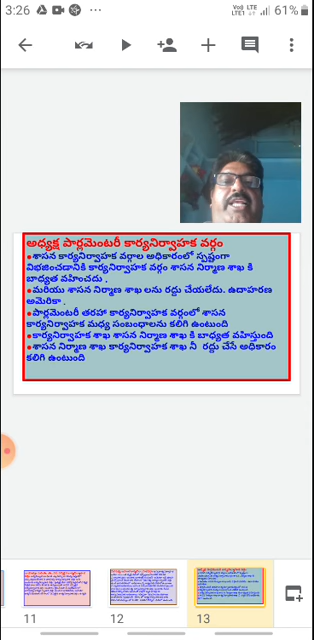 3:26
Vo)) LTE
LTE1
61%
అధ్యక్ష పార్లమెంటరీ కార్యనిర్వాహక వర్గం
●శాసన కార్యనిర్వాహక వర్గాల అధికారంలో స్పష్టంగా
విభజించడానికి కార్యనిర్వాహక వర్గం శాసన నిర్మాణ శాఖ కి
బాధ్యత వహించదు .
●మరియు శాసన నిర్మాణ శాఖ లను రద్దు చేయలేదు. ఉదాహరణ
అమెరికా .
●పార్లమెంటరీ తరహా కార్యనిర్వాహక వర్గంలో శాసన
కార్యనిర్వాహక మధ్య సంబంధాలను కలిగి ఉంటుంది
●కార్యనిర్వాహక శాఖ శాసన నిర్మాణ శాఖ కి బాధ్యత వహిస్తుంది
●శాసన నిర్మాణ శాఖ కార్యనిర్వాహక శాఖ నీ రద్దు చేసే అధికారం
కలిగి ఉంటుంది
11
12
13